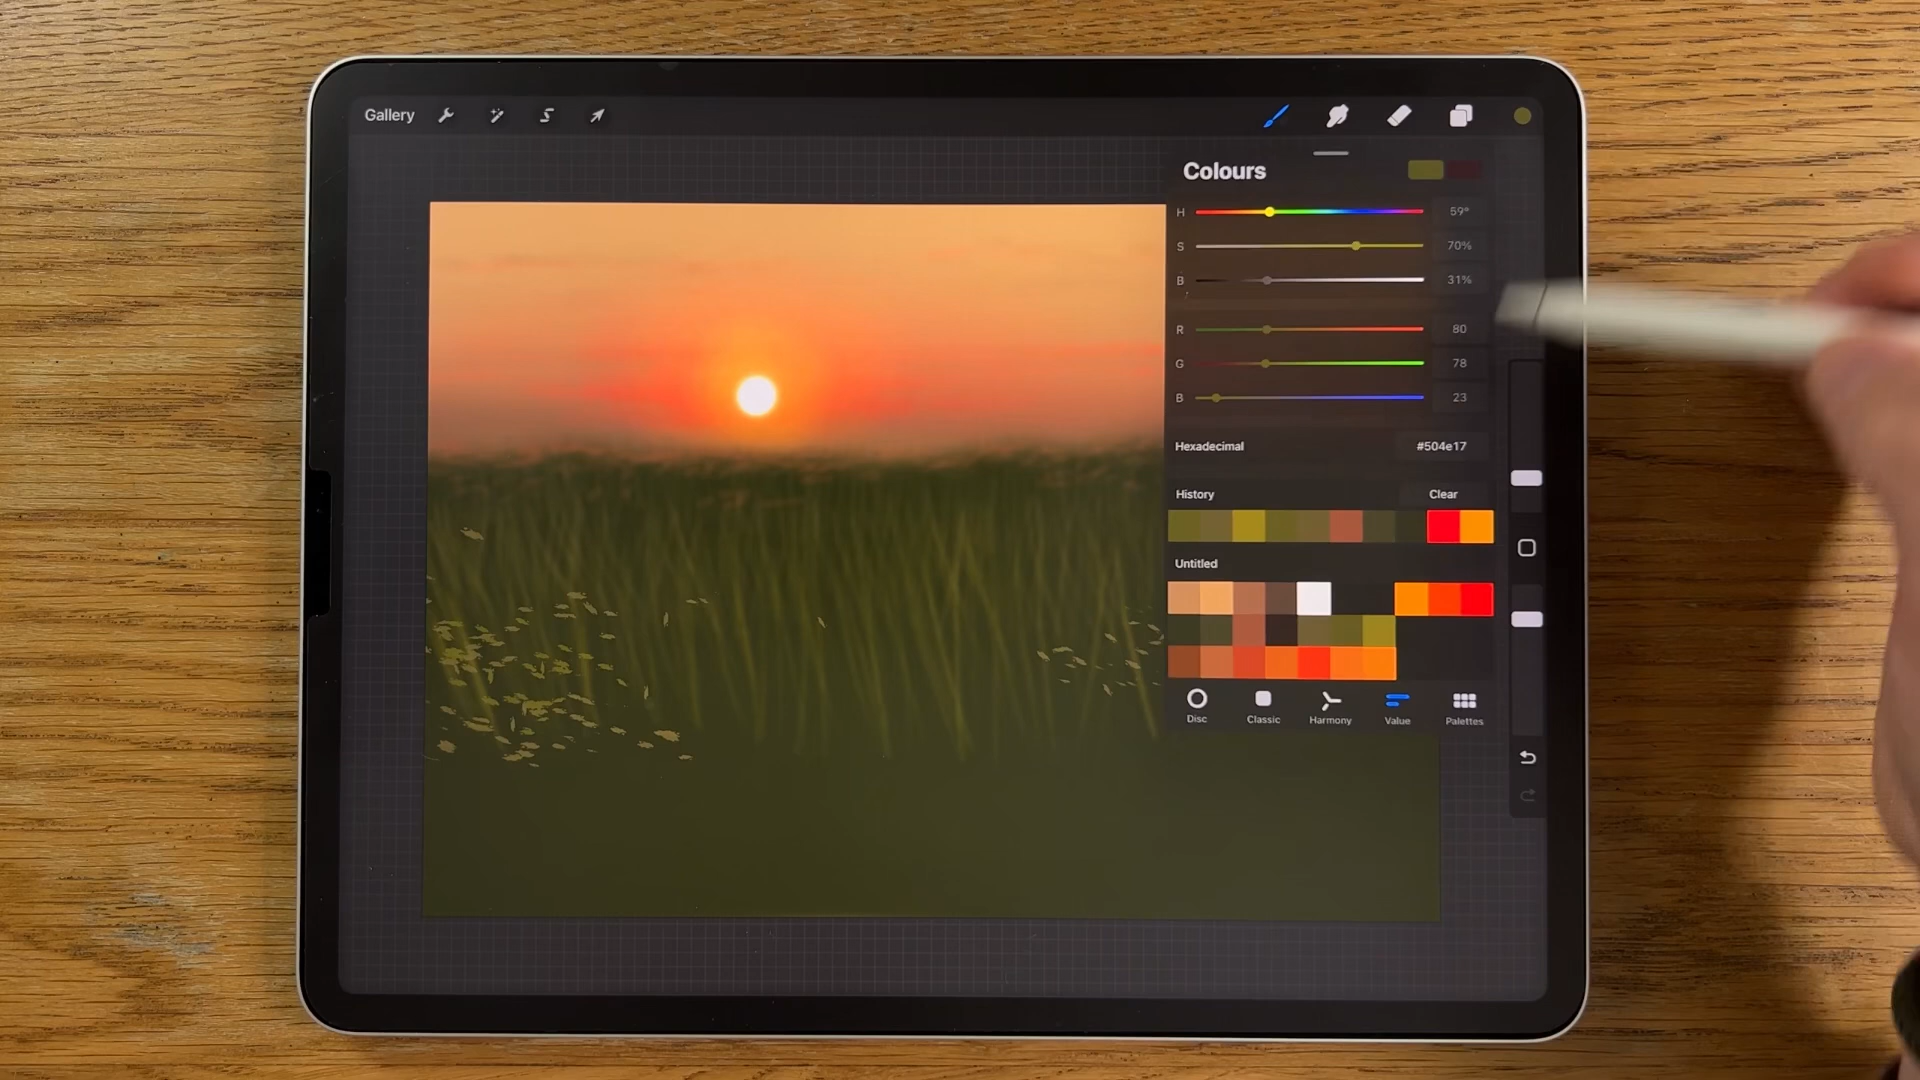 Gallery
Colours
H 59°
S 70%
B 31%
R 80
G 78
B 23
Hexadecimal #504e17
History Clear
Untitled
Disc Classic Harmony Value Palettes